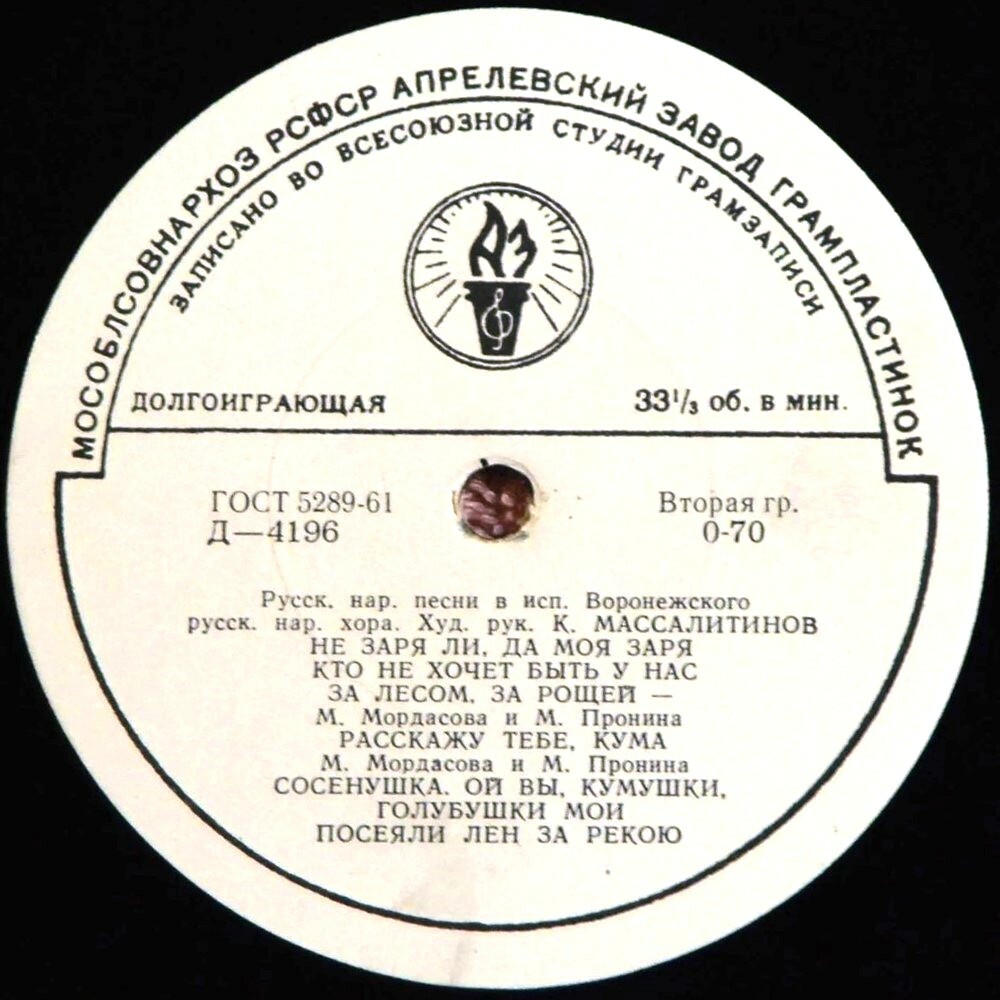 МОСОБЛСОВНАРХОЗ РСФСР АПРЕЛЕВСКИЙ ЗАВОД ГРАМПЛАСТИНОК
ЗАПИСАНО ВО ВСЕСОЮЗНОЙ СТУДИИ ГРАМЗАПИСИ
АЗ
ДОЛГОИГРАЮЩАЯ
33 1/3 об. в мин.
ГОСТ 5289-61
Вторая гр.
Д—4196
0-70
Русск. нар. песни в исп. Воронежского
русск. нар. хора. Худ. рук. К. МАССАЛИТИНОВ
НЕ ЗАРЯ ЛИ, ДА МОЯ ЗАРЯ
КТО НЕ ХОЧЕТ БЫТЬ У НАС
ЗА ЛЕСОМ, ЗА РОЩЕЙ —
М. Мордасова и М. Пронина
РАССКАЖУ ТЕБЕ, КУМА
М. Мордасова и М. Пронина
СОСЕНУШКА. ОЙ ВЫ, КУМУШКИ,
ГОЛУБУШКИ МОИ
ПОСЕЯЛИ ЛЕН ЗА РЕКОЮ